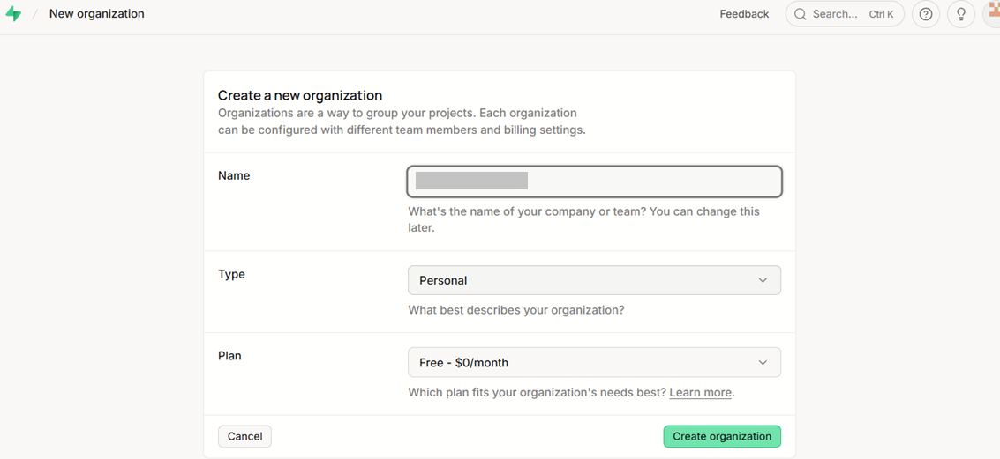 / New organization Feedback Search... Ctrl K
Create a new organization
Organizations are a way to group your projects. Each organization
can be configured with different team members and billing settings.
Name
What's the name of your company or team? You can change this
later.
Type
Personal
What best describes your organization?
Plan
Free - $0/month
Which plan fits your organization's needs best? Learn more.
Cancel Create organization